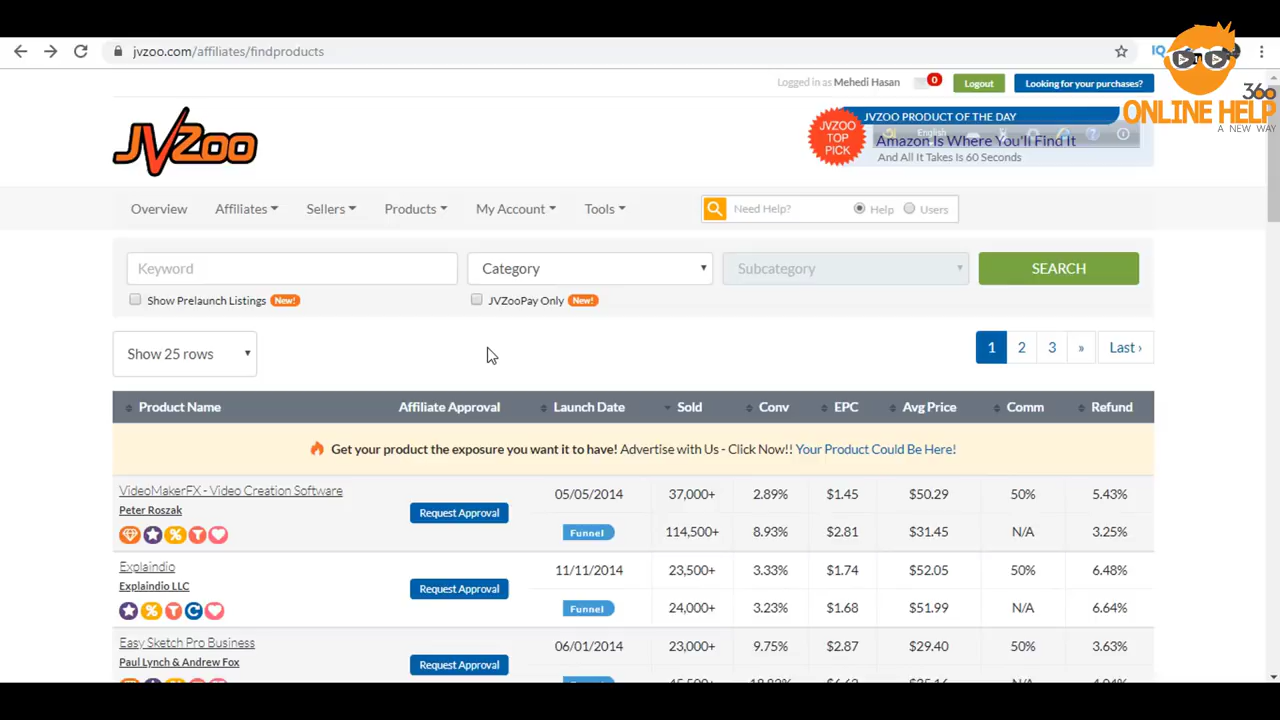 jvzoo.com/affiliates/findproducts
IQ
360
ONLINE HELP
A NEW WAY
Logged in as Mehedi Hasan 0 Logout Looking for your purchases?
JVZoo
JVZOO TOP PICK
JVZOO PRODUCT OF THE DAY
English
Amazon Is Where You'll Find It
And All It Takes Is 60 Seconds
Overview Affiliates Sellers Products My Account Tools Need Help? Help Users
Keyword Category Subcategory SEARCH
Show Prelaunch Listings New! JVZooPay Only New!
Show 25 rows 1 2 3 » Last ›
Product Name Affiliate Approval Launch Date Sold Conv EPC Avg Price Comm Refund
Get your product the exposure you want it to have! Advertise with Us - Click Now!! Your Product Could Be Here!
VideoMakerFX - Video Creation Software 05/05/2014 37,000+ 2.89% $1.45 $50.29 50% 5.43%
Peter Roszak Request Approval
Funnel 114,500+ 8.93% $2.81 $31.45 N/A 3.25%
Explaindio 11/11/2014 23,500+ 3.33% $1.74 $52.05 50% 6.48%
Explaindio LLC Request Approval
Funnel 24,000+ 3.23% $1.68 $51.99 N/A 6.64%
Easy Sketch Pro Business 06/01/2014 23,000+ 9.75% $2.87 $29.40 50% 3.63%
Paul Lynch & Andrew Fox Request Approval